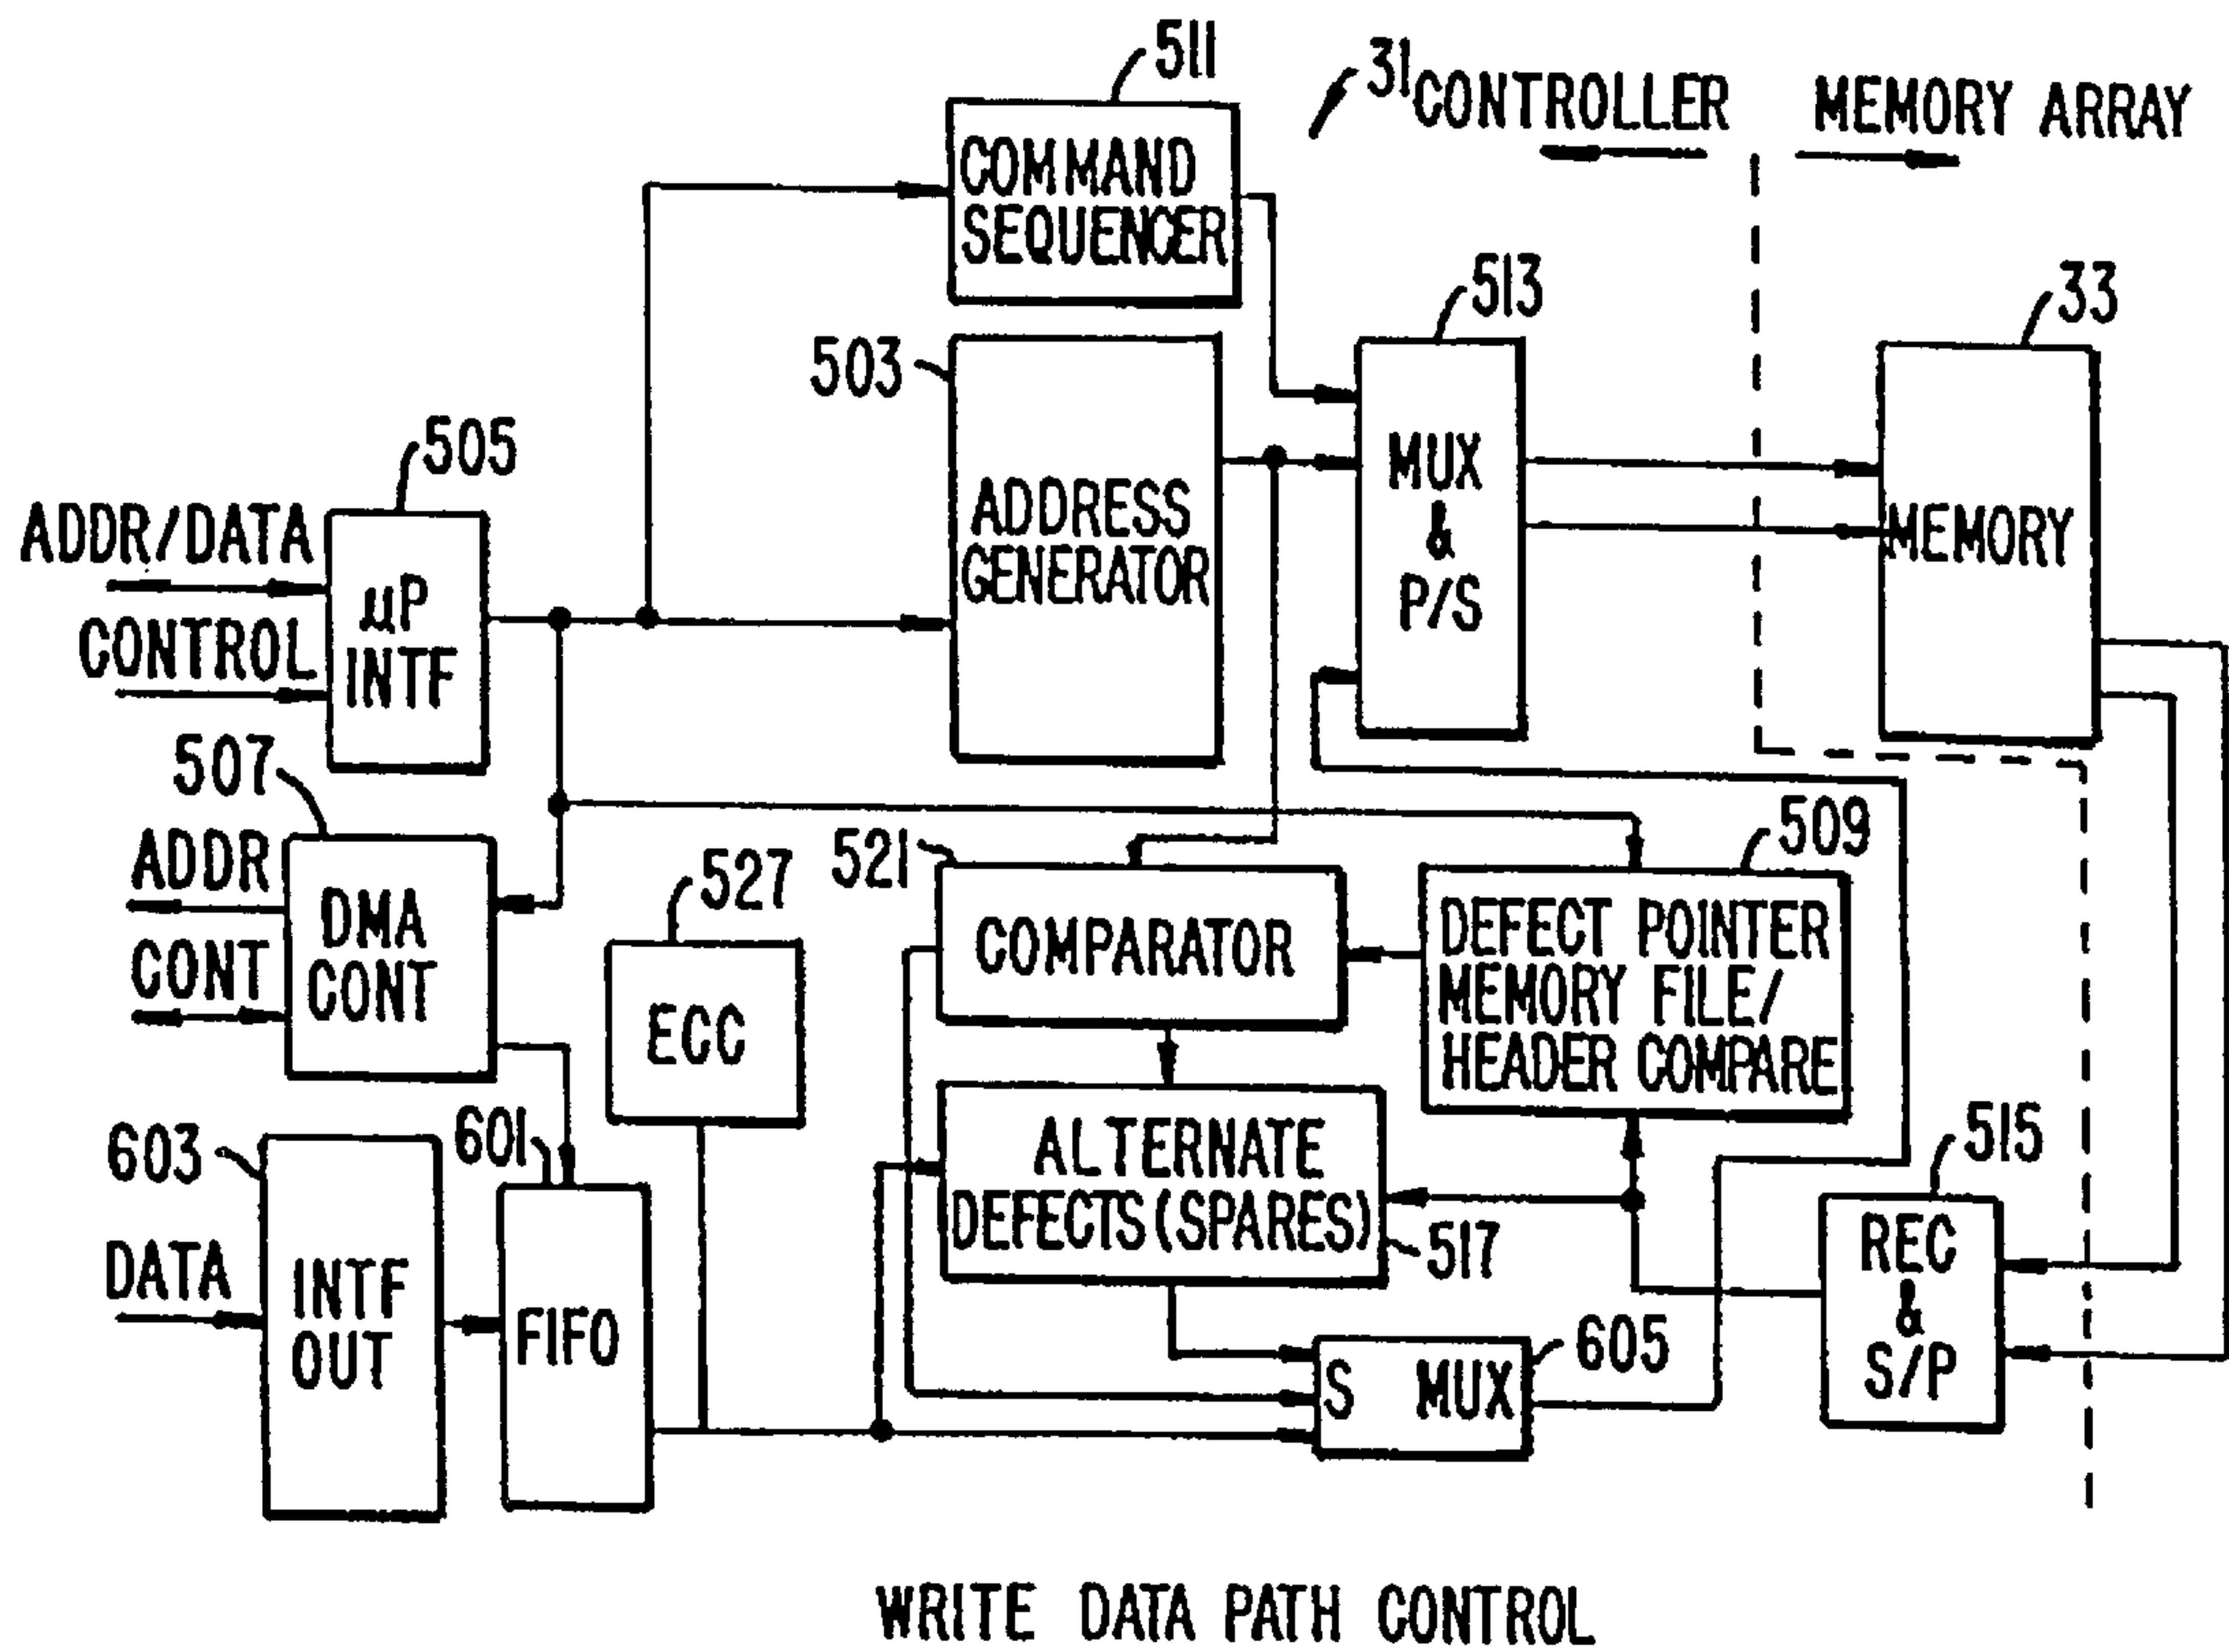 511
31
CONTROLLER
MEMORY ARRAY
COMMAND
SEQUENCER
513
33
503
505
ADDRESS
GENERATOR
MUX
&
P/S
MEMORY
ADDR/DATA
CONTROL
µP
INTF
507
ADDR
CONT
DMA
CONT
527
ECC
521
COMPARATOR
509
DEFECT POINTER
MEMORY FILE/
HEADER COMPARE
603
601
DATA
INTF
OUT
FIFO
ALTERNATE
DEFECTS (SPARES)
517
515
REC
&
S/P
S MUX
605
WRITE DATA PATH CONTROL